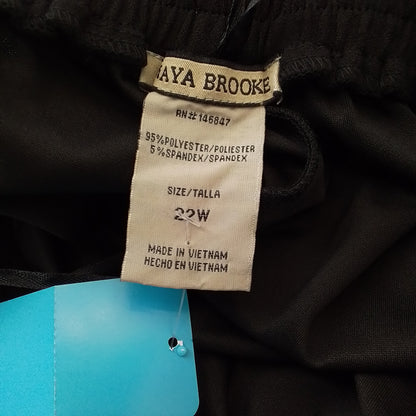 MAYA BROOKE
RN# 146847
95%POLYESTER/POLIESTER
5%SPANDEX/SPANDEX
SIZE/TALLA
22W
MADE IN VIETNAM
HECHO EN VIETNAM